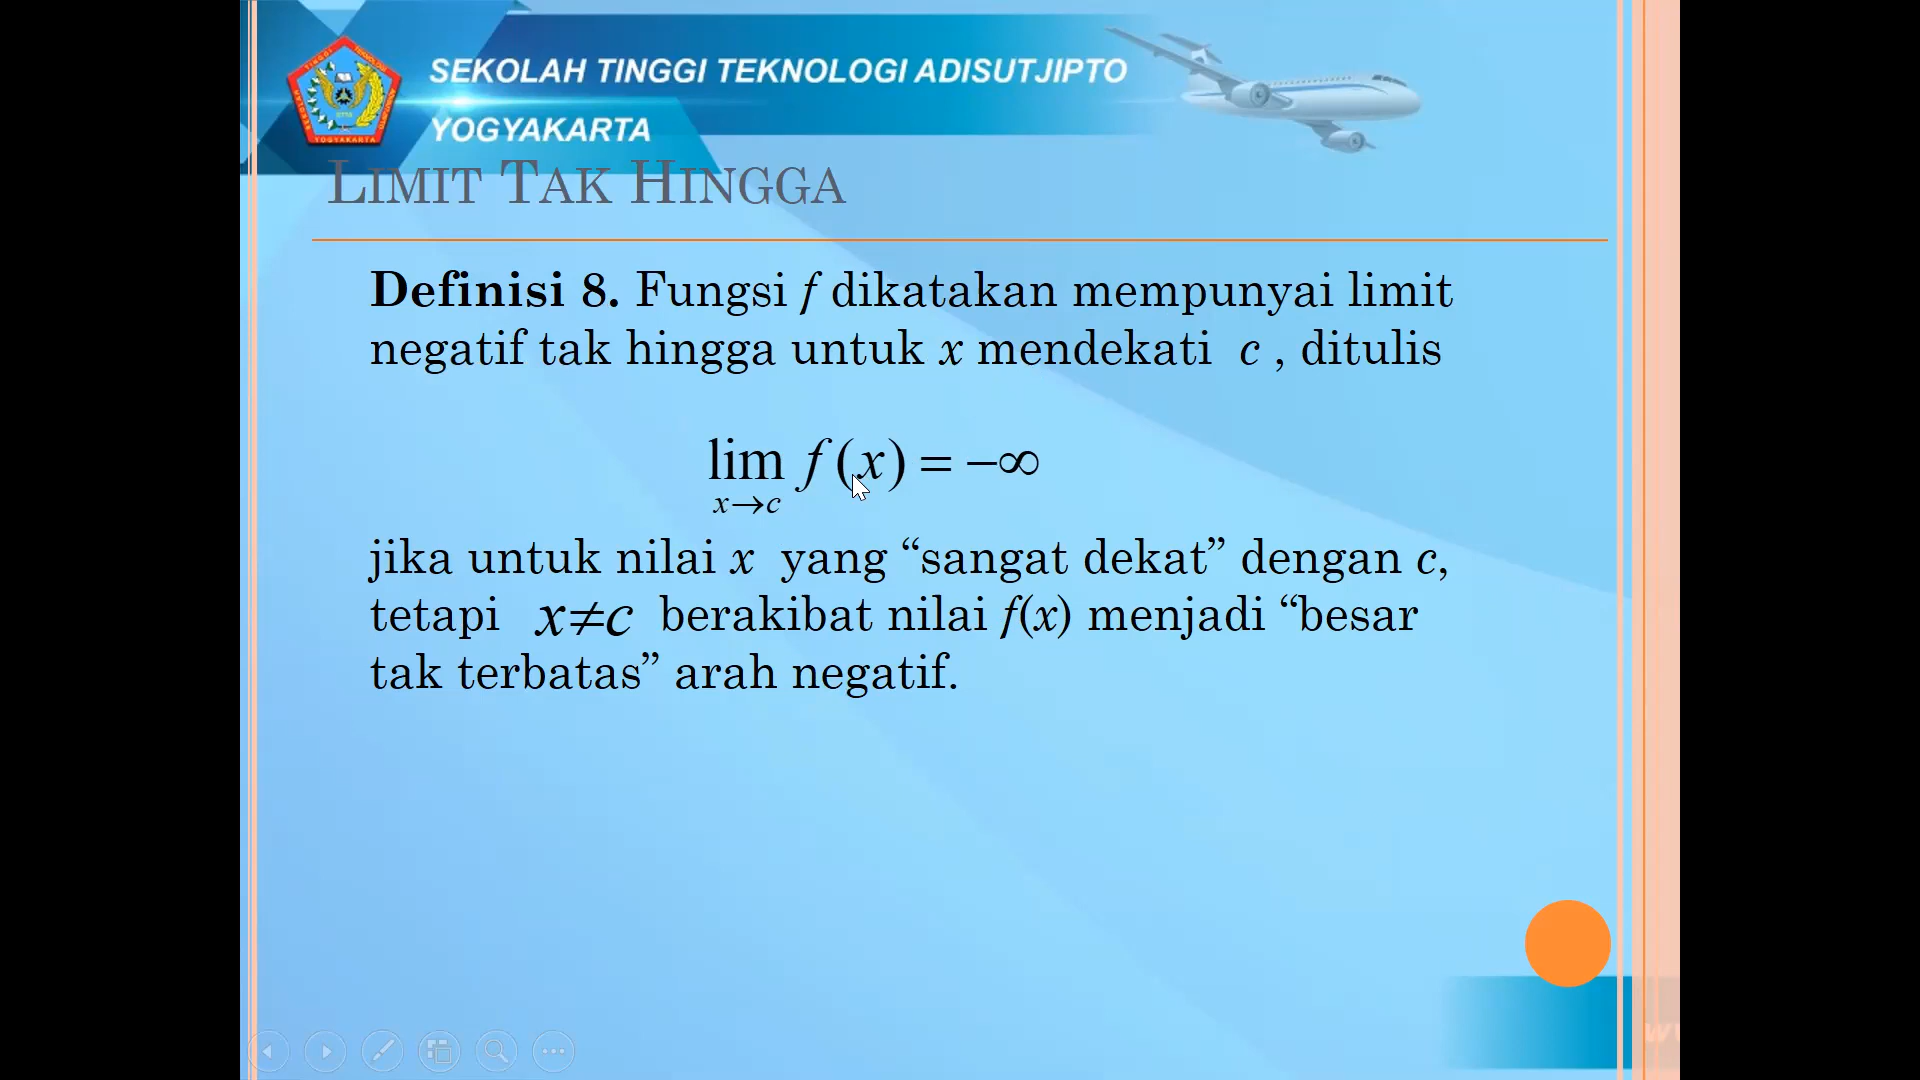 SEKOLAH TINGGI TEKNOLOGI ADISUTJIPTO
YOGYAKARTA
LIMIT TAK HINGGA
Definisi 8. Fungsi f dikatakan mempunyai limit
negatif tak hingga untuk x mendekati c , ditulis
lim f(x) = −∞
x→c
jika untuk nilai x yang “sangat dekat” dengan c,
tetapi x≠c berakibat nilai f(x) menjadi “besar
tak terbatas” arah negatif.